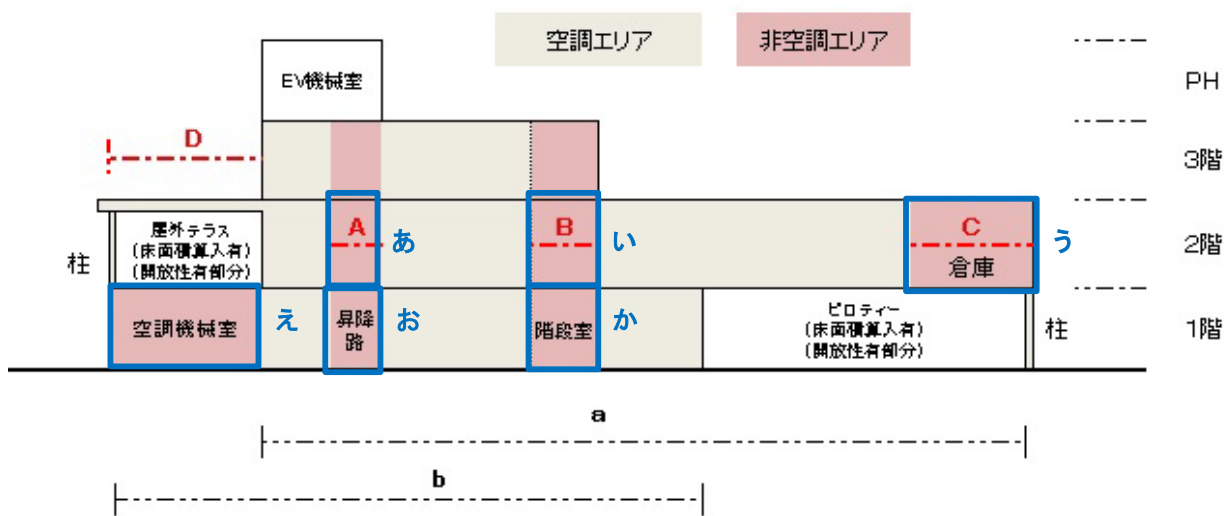 空調エリア 非空調エリア
EV機械室 PH
D 3階
屋外テラス
(床面積算入有)
(開放性有部分)
柱 A あ B い C う 2階
倉庫
空調機械室 え 昇降路 お 階段室 か ピロティー 柱 1階
(床面積算入有)
(開放性有部分)
a
b